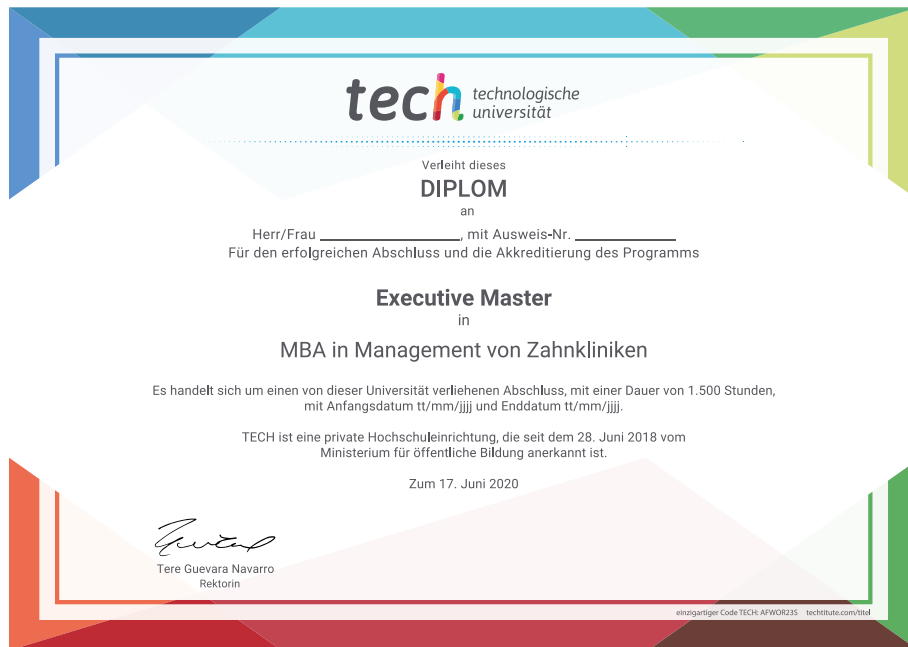 tech technologische
universität
Verleiht dieses
DIPLOM
an
Herr/Frau ____________________, mit Ausweis-Nr. __________________
Für den erfolgreichen Abschluss und die Akkreditierung des Programms
Executive Master
in
MBA in Management von Zahnkliniken
Es handelt sich um einen von dieser Universität verliehenen Abschluss, mit einer Dauer von 1.500 Stunden,
mit Anfangsdatum tt/mm/jjjj und Enddatum tt/mm/jjjj.
TECH ist eine private Hochschuleinrichtung, die seit dem 28. Juni 2018 vom
Ministerium für öffentliche Bildung anerkannt ist.
Zum 17. Juni 2020
Tere Guevara Navarro
Rektorin
einzigartiger Code TECH: AFWOR23S techtitute.com/titel